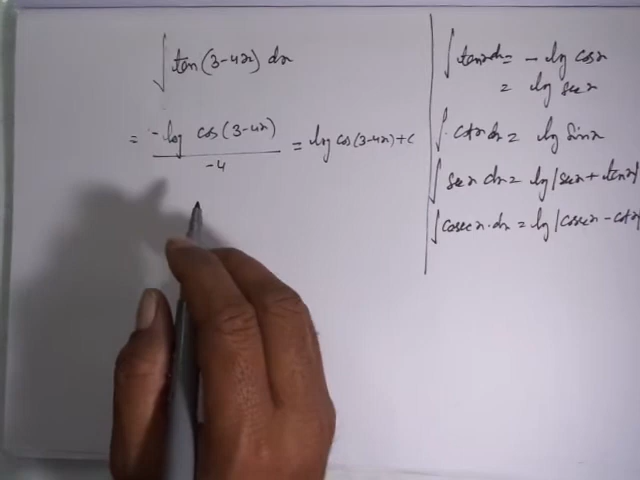 ∫ tan(3-4x) dx
= -log cos(3-4x) / -4 = log cos(3-4x) + c
∫ tanx dx = - log cosx
= log secx
∫ cotx dx = log sinx
∫ secx dx = log |secx + tanx|
∫ cosecx . dx = log |cosecx - cotx